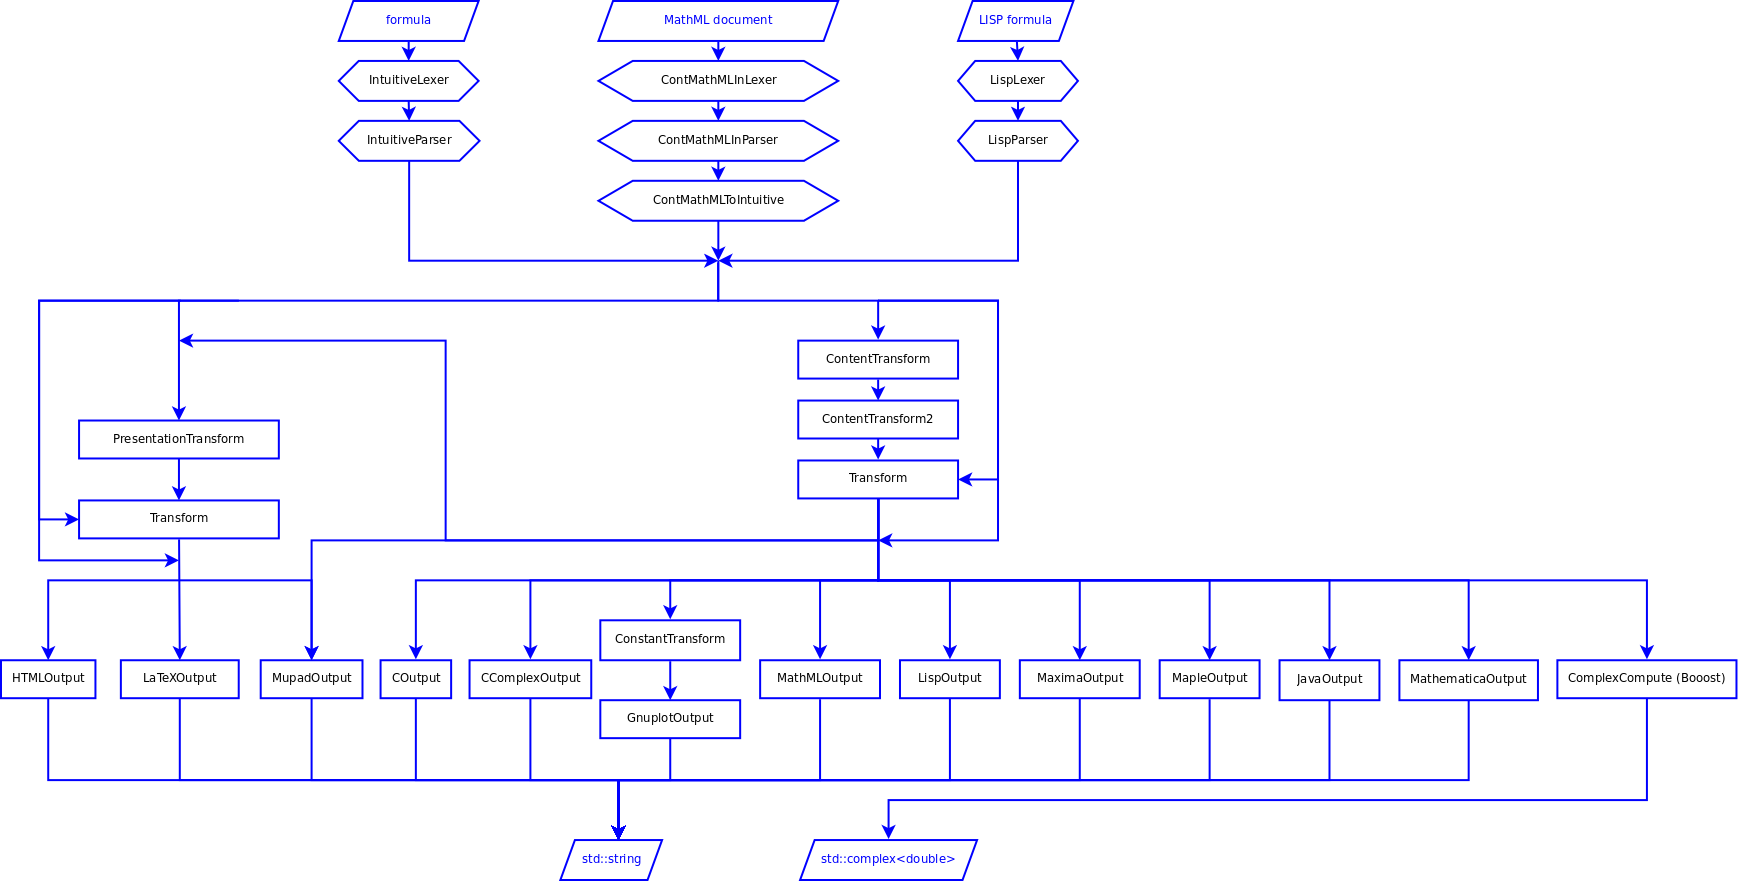 formula
MathML document
LISP formula
IntuitiveLexer
ContMathMLInLexer
LispLexer
IntuitiveParser
ContMathMLInParser
LispParser
ContMathMLToIntuitive
ContentTransform
ContentTransform2
PresentationTransform
Transform
Transform
ConstantTransform
HTMLOutput
LaTeXOutput
MupadOutput
COutput
CComplexOutput
MathMLOutput
LispOutput
MaximaOutput
MapleOutput
JavaOutput
MathematicaOutput
ComplexCompute (Booost)
GnuplotOutput
std::string
std::complex<double>